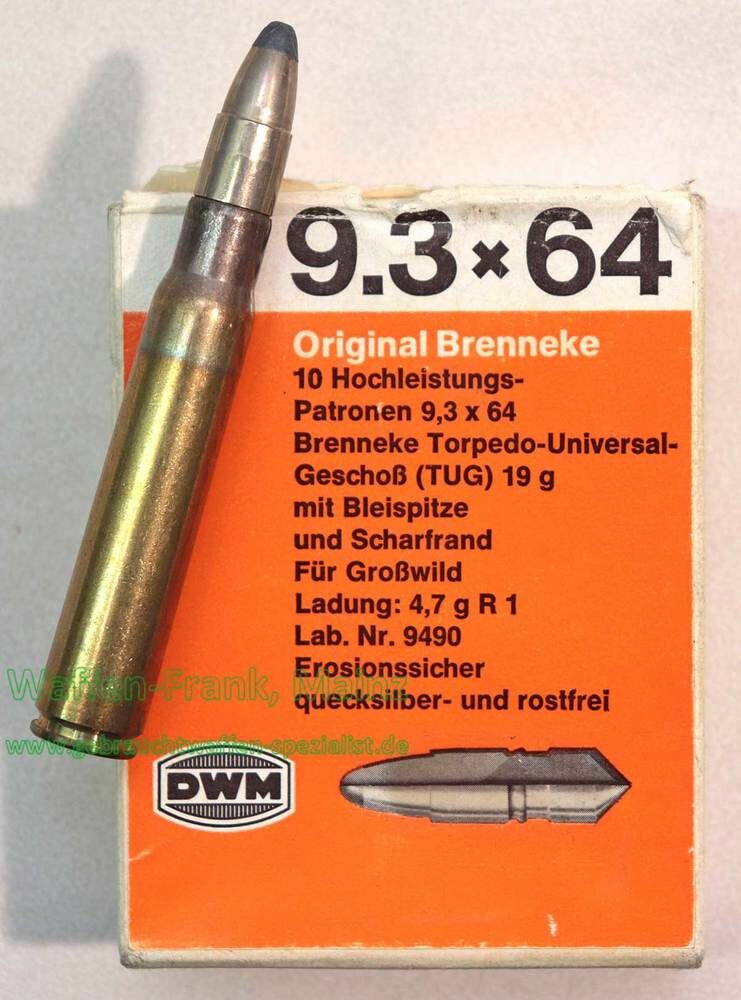 9.3×64
Original Brenneke
10 Hochleistungs-
Patronen 9,3 x 64
Brenneke Torpedo-Universal-
Geschoß (TUG) 19 g
mit Bleispitze
und Scharfrand
Für Großwild
Ladung: 4,7 g R 1
Lab. Nr. 9490
Erosionssicher
Waffen-Frank, Mainz
quecksilber- und rostfrei
www.gebrauchtwaffen-spezialist.de
DWM